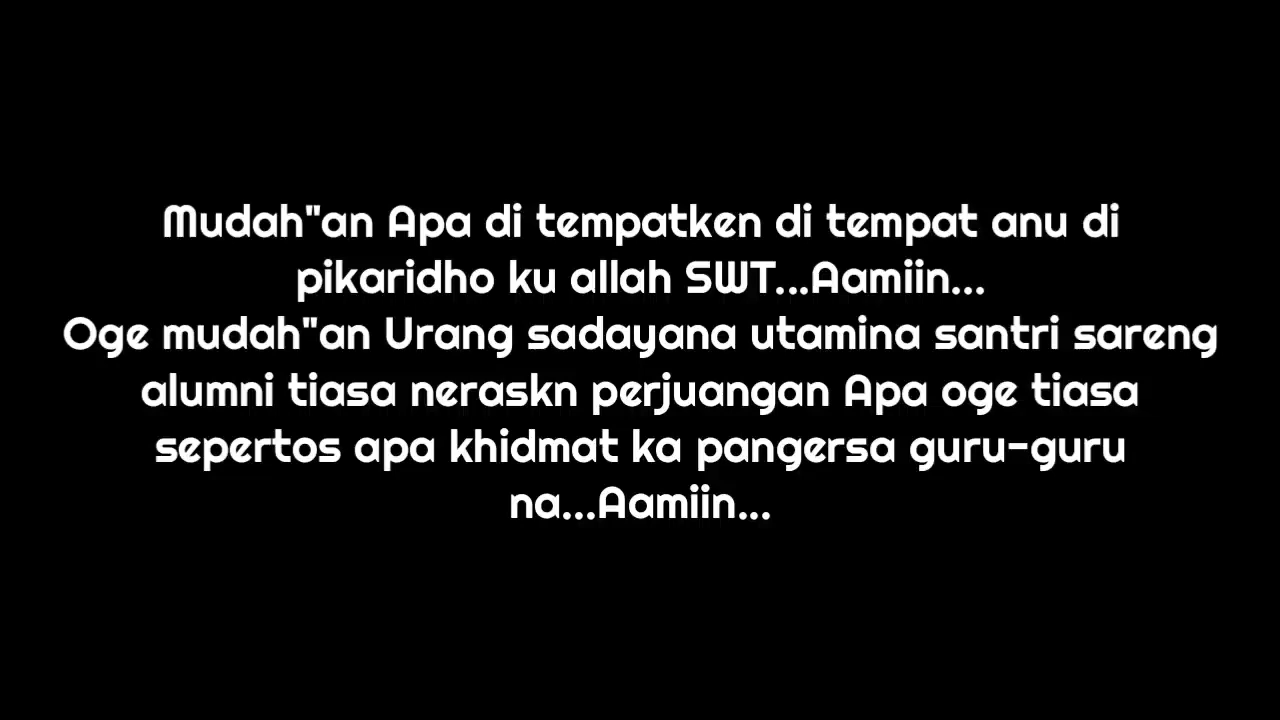 Mudah"an Apa di tempatken di tempat anu di
pikaridho ku allah SWT...Aamiin...
Oge mudah"an Urang sadayana utamina santri sareng
alumni tiasa neraskn perjuangan Apa oge tiasa
sepertos apa khidmat ka pangersa guru-guru
na...Aamiin...